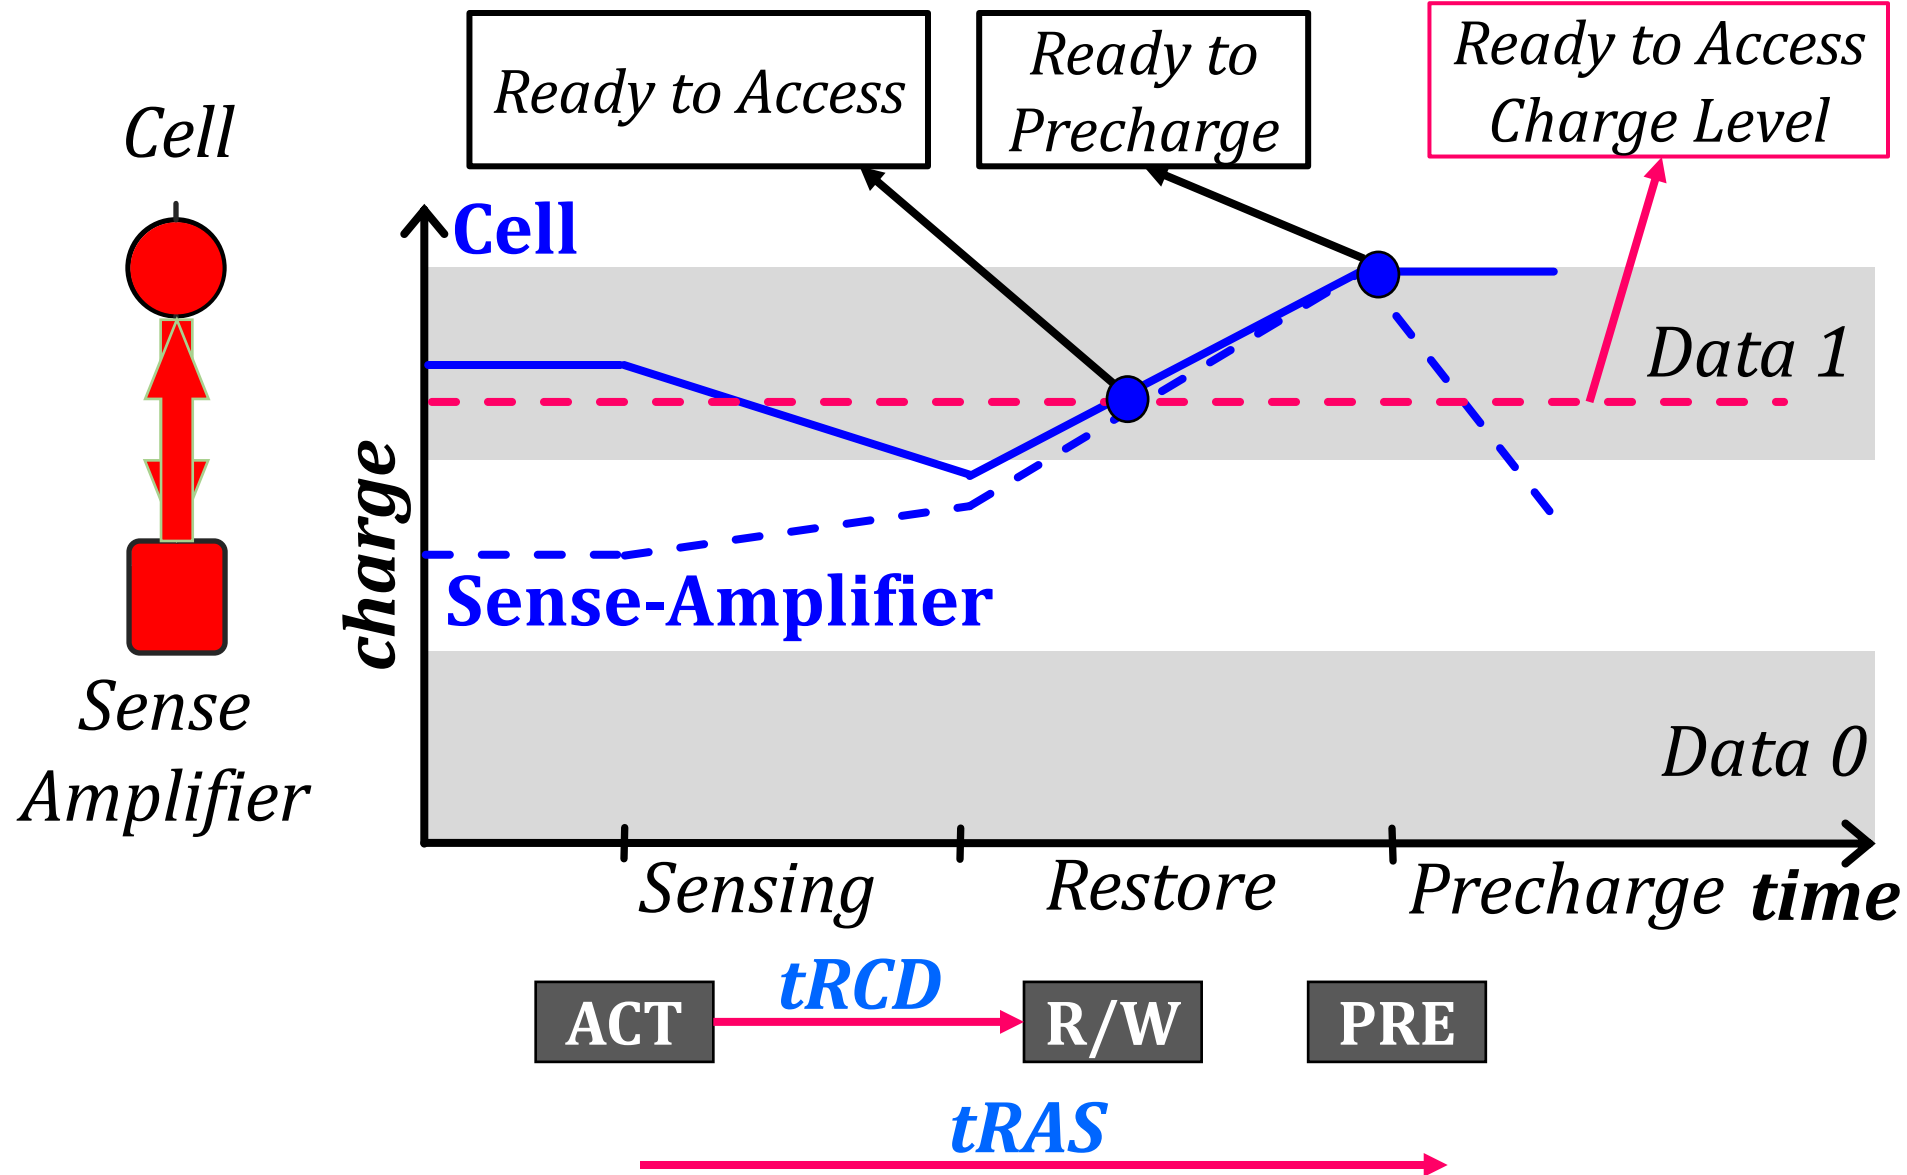 Ready to Access
Ready to
Precharge
Ready to Access
Charge Level
Cell
Cell
Data 1
charge
Sense-Amplifier
Sense
Amplifier
Data 0
Sensing
Restore
Precharge
time
tRCD
ACT
R/W
PRE
tRAS